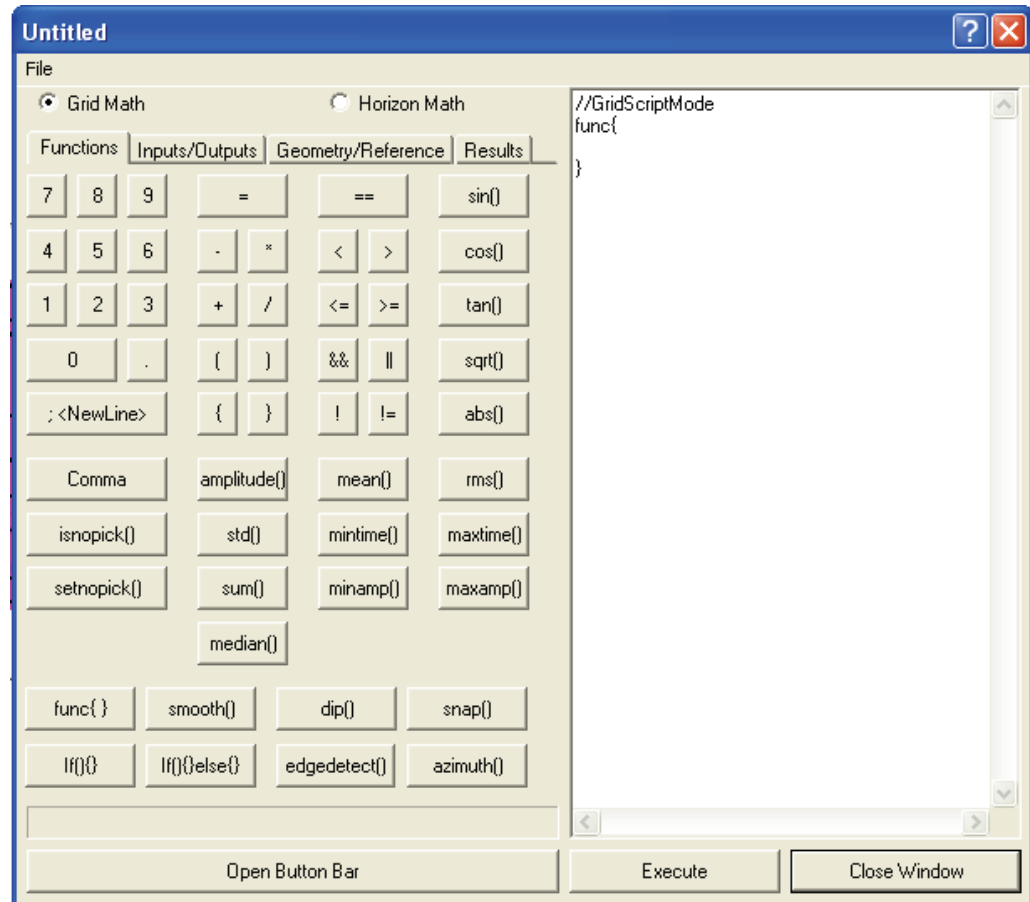 Untitled
File
Grid Math Horizon Math
Functions Inputs/Outputs Geometry/Reference Results
7 8 9 = == sin()
4 5 6 - * < > cos()
1 2 3 + / <= >= tan()
0 . ( ) && || sqrt()
; <NewLine> { } ! != abs()
Comma amplitude() mean() rms()
isnopick() std() mintime() maxtime()
setnopick() sum() minamp() maxamp()
median()
func{ } smooth() dip() snap()
If(){} If(){}else{} edgedetect() azimuth()
Open Button Bar
//GridScriptMode
func{
}
Execute Close Window